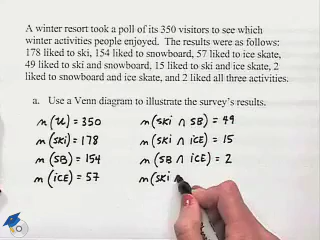 A winter resort took a poll of its 350 visitors to see which
winter activities people enjoyed. The results were as follows:
178 liked to ski, 154 liked to snowboard, 57 liked to ice skate,
49 liked to ski and snowboard, 15 liked to ski and ice skate, 2
liked to snowboard and ice skate, and 2 liked all three activities.
a. Use a Venn diagram to illustrate the survey's results.
n(U) = 350
n(SKi) = 178
n(SB) = 154
n(iCE) = 57
n(SKi ∩ SB) = 49
n(SKi ∩ iCE) = 15
n(SB ∩ iCE) = 2
n(SKi